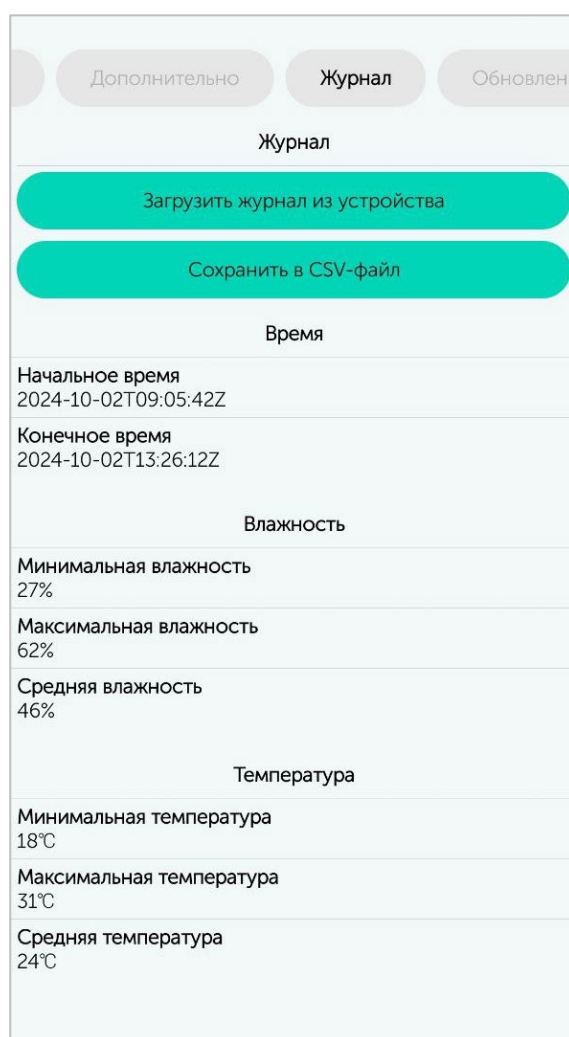 Дополнительно Журнал Обновлен
Журнал
Загрузить журнал из устройства
Сохранить в CSV-файл
Время
Начальное время
2024-10-02T09:05:42Z
Конечное время
2024-10-02T13:26:12Z
Влажность
Минимальная влажность
27%
Максимальная влажность
62%
Средняя влажность
46%
Температура
Минимальная температура
18℃
Максимальная температура
31℃
Средняя температура
24℃